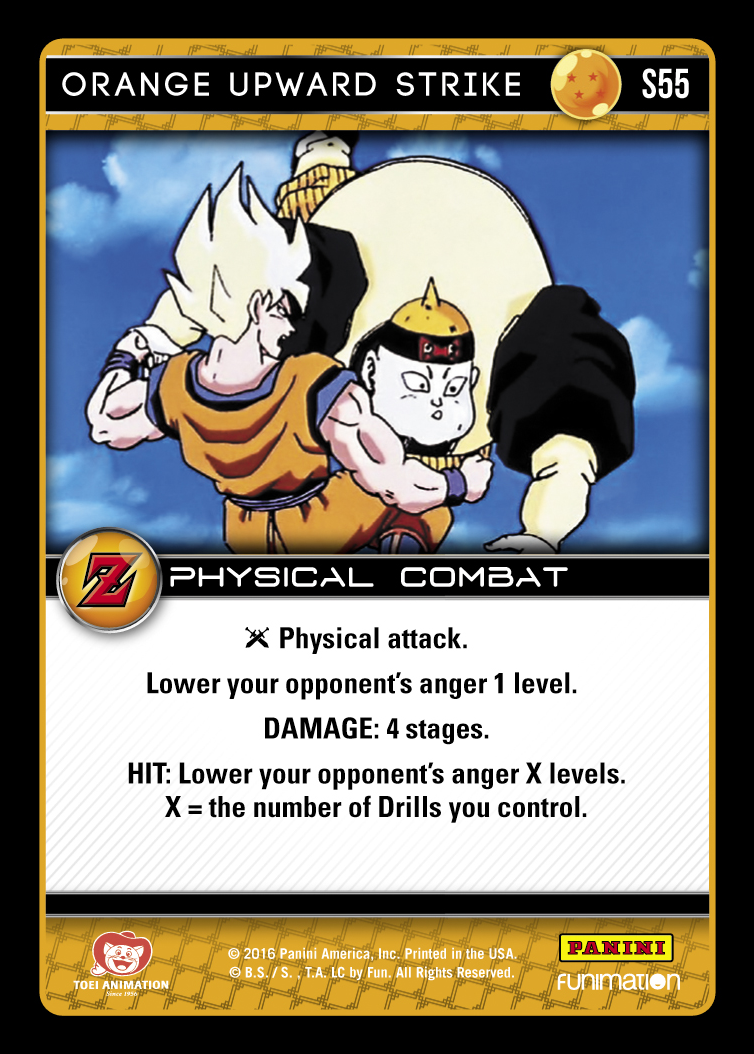 ORANGE UPWARD STRIKE S55
Z PHYSICAL COMBAT
Physical attack.
Lower your opponent's anger 1 level.
DAMAGE: 4 stages.
HIT: Lower your opponent's anger X levels.
X = the number of Drills you control.
TOEI ANIMATION
Since 1956
© 2016 Panini America, Inc. Printed in the USA.
© B.S. / S. , T.A. LC by Fun. All Rights Reserved.
PANINI
FUNIMATION